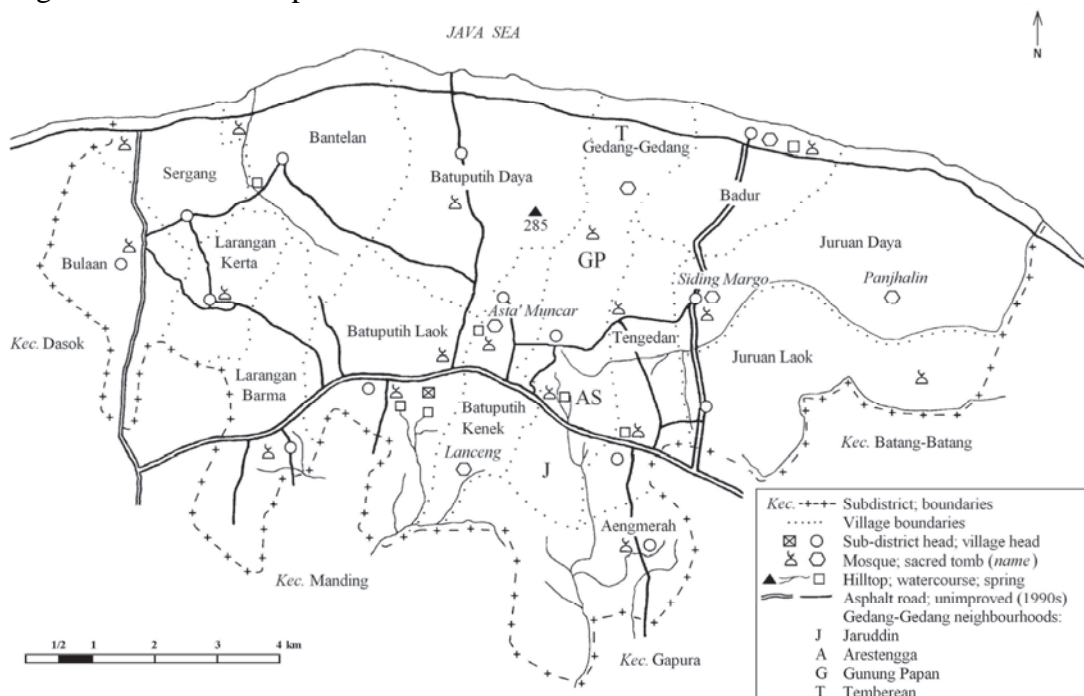 JAVA SEA
N
T
Bantelan
Gedang-Gedang
Sergang
Batuputih Daya
Badur
285
Larangan
Kerta
Juruan Daya
Bulaan
GP
Siding Margo
Panjhalin
Asta' Muncar
Kec. Dasok
Batuputih Laok
Tengedan
Juruan Laok
Larangan
Barma
AS
Batuputih
Kenek
Kec. Batang-Batang
Lanceng
J
Aengmerah
Kec. Manding
Kec. Gapura
1/2 1 2 3 4 km
Kec. Subdistrict; boundaries
Village boundaries
Sub-district head; village head
Mosque; sacred tomb (name)
Hilltop; watercourse; spring
Asphalt road; unimproved (1990s)
Gedang-Gedang neighbourhoods:
J Jaruddin
A Arestengga
G Gunung Papan
T Temberean